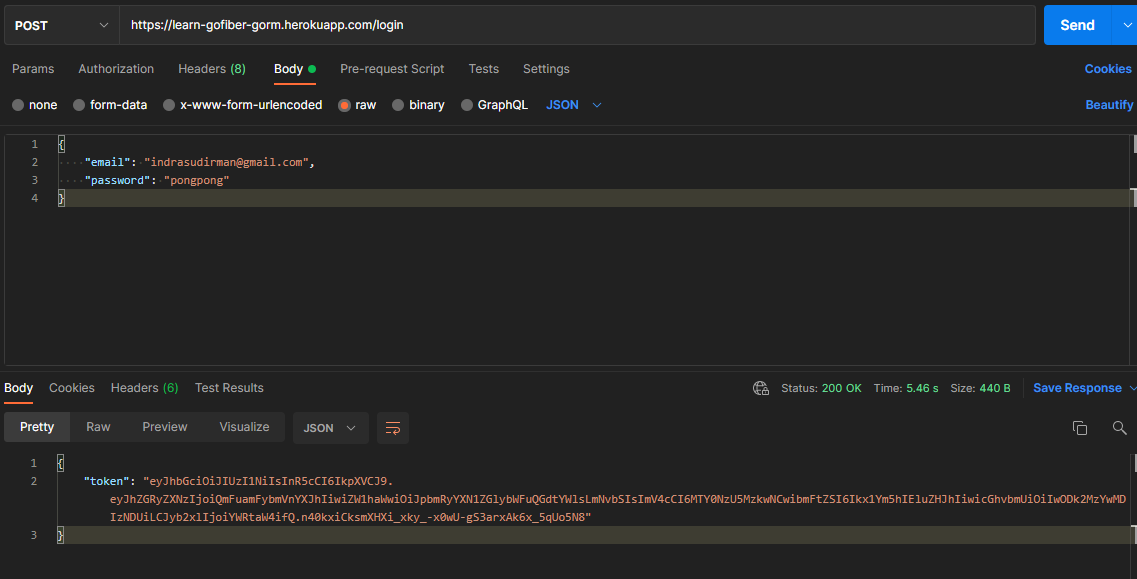 POST https://learn-gofiber-gorm.herokuapp.com/login Send
Params Authorization Headers (8) Body Pre-request Script Tests Settings Cookies
none form-data x-www-form-urlencoded raw binary GraphQL JSON Beautify
1 {
2 "email": "indrasudirman@gmail.com",
3 "password": "pongpong"
4 }
Body Cookies Headers (6) Test Results Status: 200 OK Time: 5.46 s Size: 440 B Save Response
Pretty Raw Preview Visualize JSON
1 {
2 "token": "eyJhbGciOiJIUzI1NiIsInR5cCI6IkpXVCJ9.
eyJhZGRyZXNzIjoiQmFuamFybmVnYXJhIiwiZW1haWwiOiJpbmRyYXN1ZGlybWFuQGdtYWlsLmNvbSIsImV4cCI6MTY0NzU5MzkwNCwibmFtZSI6Ikx1Ym5hIEluZHJhIiwicGhvbmUiOiIwODk2MzYwMD
IzNDUiLCJyb2xlIjoiYWRtaW4ifQ.n40kxiCksmXHXi_xky_-x0wU-gS3arxAk6x_5qUo5N8"
3 }